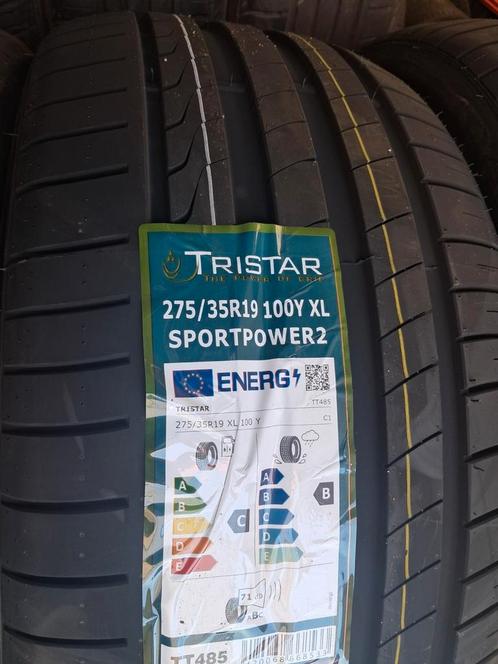 TRISTAR
THE POWER OF GRIP
275/35R19 100Y XL
SPORTPOWER2
ENERG
TRISTAR TT485
275/35R19 XL 100 Y C1
A A
B B B
C C C
D D
E E
71 dB
ABC
TT485